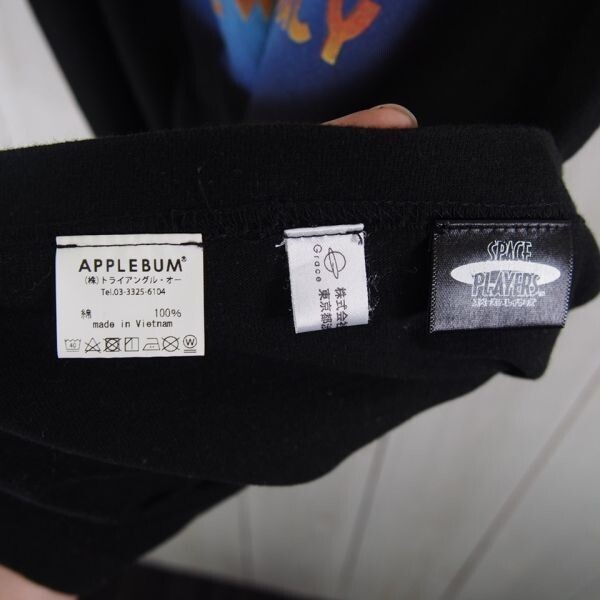 APPLEBUM®
(株)トライアングル・オー
Tel.03-3325-6104
綿 100%
made in Vietnam
Grace
株式会社
東京都
SPACE
PLAYERS